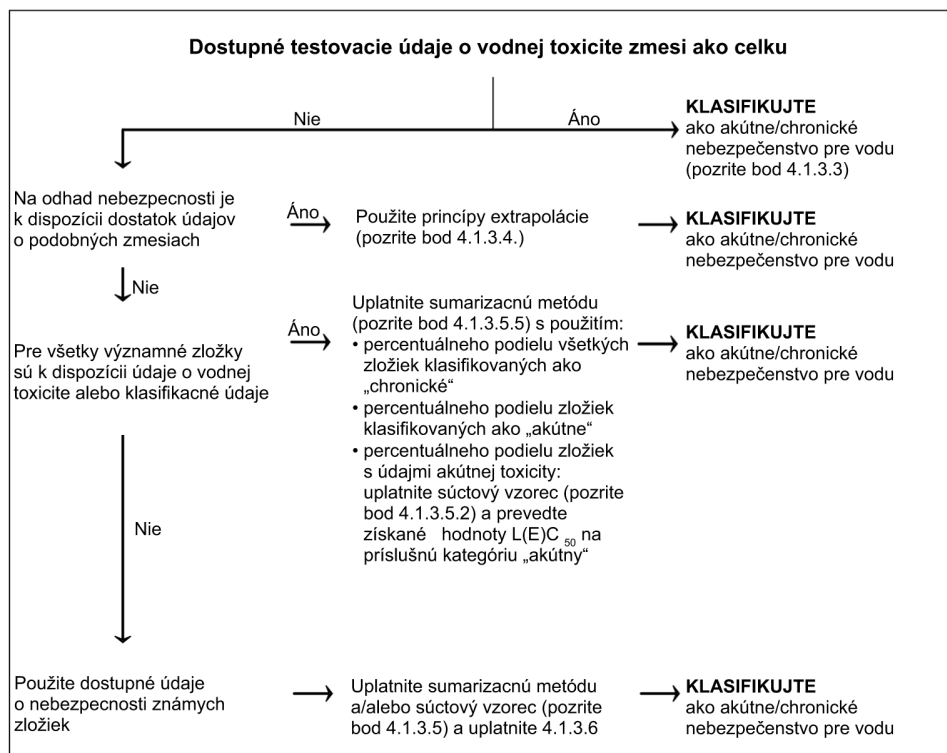 Dostupné testovacie údaje o vodnej toxicite zmesi ako celku
Nie
Áno
KLASIFIKUJTE
ako akútne/chronické
nebezpečenstvo pre vodu
(pozrite bod 4.1.3.3)
Na odhad nebezpecnosti je
k dispozícii dostatok údajov
o podobných zmesiach
Áno
Použite princípy extrapolácie
(pozrite bod 4.1.3.4.)
KLASIFIKUJTE
ako akútne/chronické
nebezpečenstvo pre vodu
Nie
Pre všetky významné zložky
sú k dispozícii údaje o vodnej
toxicite alebo klasifikacné údaje
Áno
Uplatnite sumarizacnú metódu
(pozrite bod 4.1.3.5.5) s použitím:
• percentuálneho podielu všetkých
zložiek klasifikovaných ako
„chronické“
• percentuálneho podielu zložiek
klasifikovaných ako „akútne“
• percentuálneho podielu zložiek
s údajmi akútnej toxicity:
uplatnite súctový vzorec (pozrite
bod 4.1.3.5.2) a prevedte
získané hodnoty L(E)C 50 na
príslušnú kategóriu „akútny“
KLASIFIKUJTE
ako akútne/chronické
nebezpečenstvo pre vodu
Nie
Použite dostupné údaje
o nebezpecnosti známych
zložiek
Uplatnite sumarizacnú metódu
a/alebo súctový vzorec (pozrite
bod 4.1.3.5) a uplatnite 4.1.3.6
KLASIFIKUJTE
ako akútne/chronické
nebezpečenstvo pre vodu